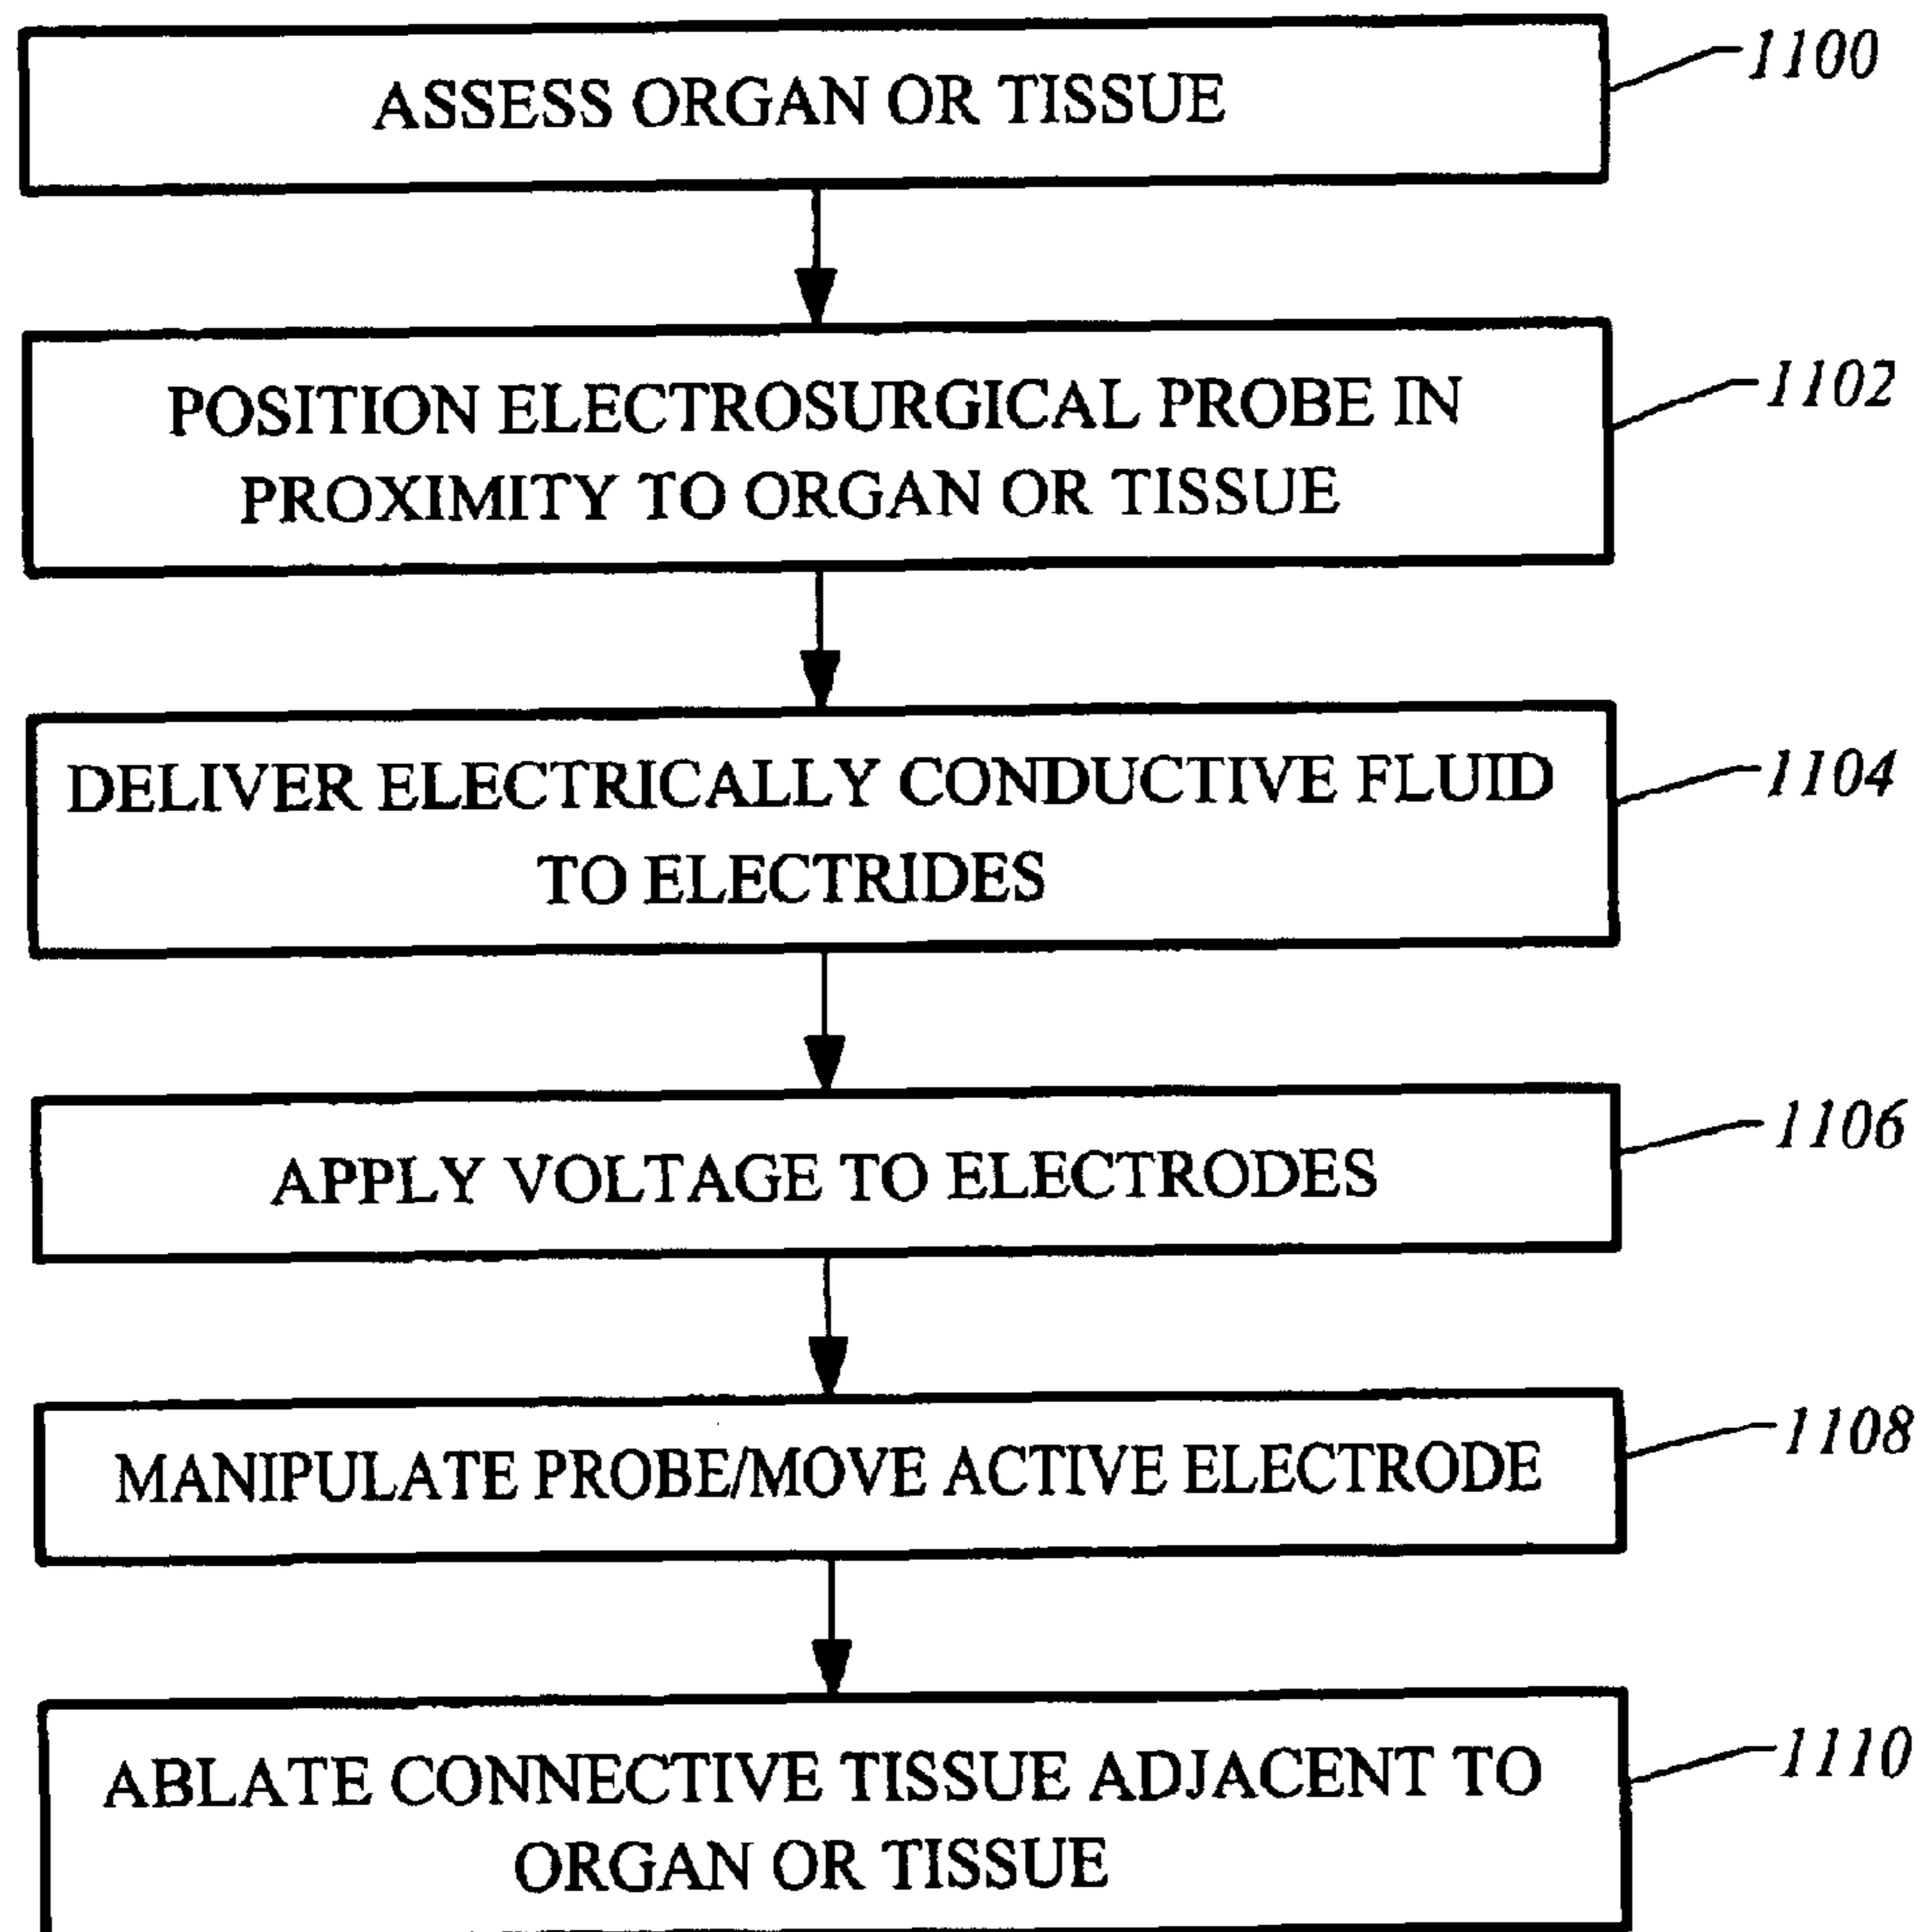 ASSESS ORGAN OR TISSUE
1100
POSITION ELECTROSURGICAL PROBE IN
PROXIMITY TO ORGAN OR TISSUE
1102
DELIVER ELECTRICALLY CONDUCTIVE FLUID
TO ELECTRIDES
1104
APPLY VOLTAGE TO ELECTRODES
1106
MANIPULATE PROBE/MOVE ACTIVE ELECTRODE
1108
ABLATE CONNECTIVE TISSUE ADJACENT TO
ORGAN OR TISSUE
1110